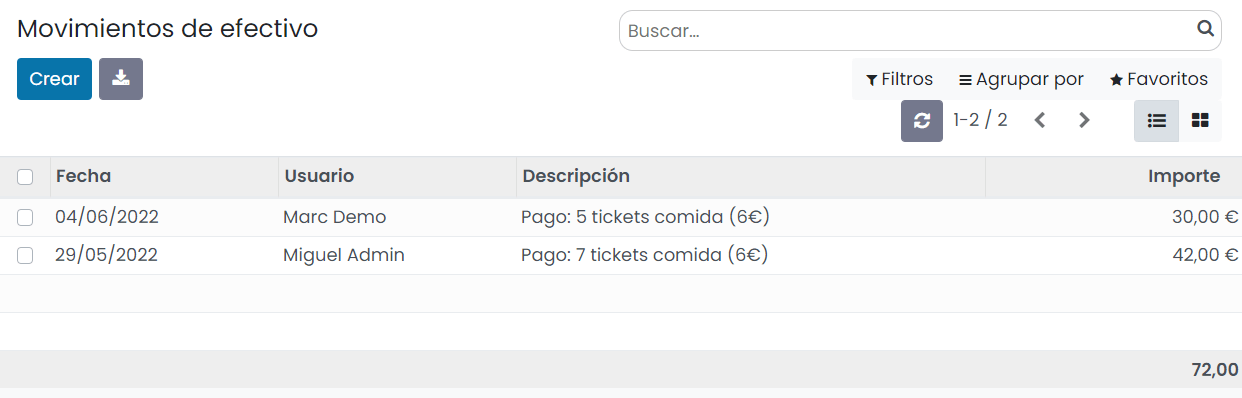 Movimientos de efectivo
Buscar...
Crear
Filtros Agrupar por Favoritos
1-2 / 2
Fecha Usuario Descripción Importe
04/06/2022 Marc Demo Pago: 5 tickets comida (6€) 30,00 €
29/05/2022 Miguel Admin Pago: 7 tickets comida (6€) 42,00 €
72,00